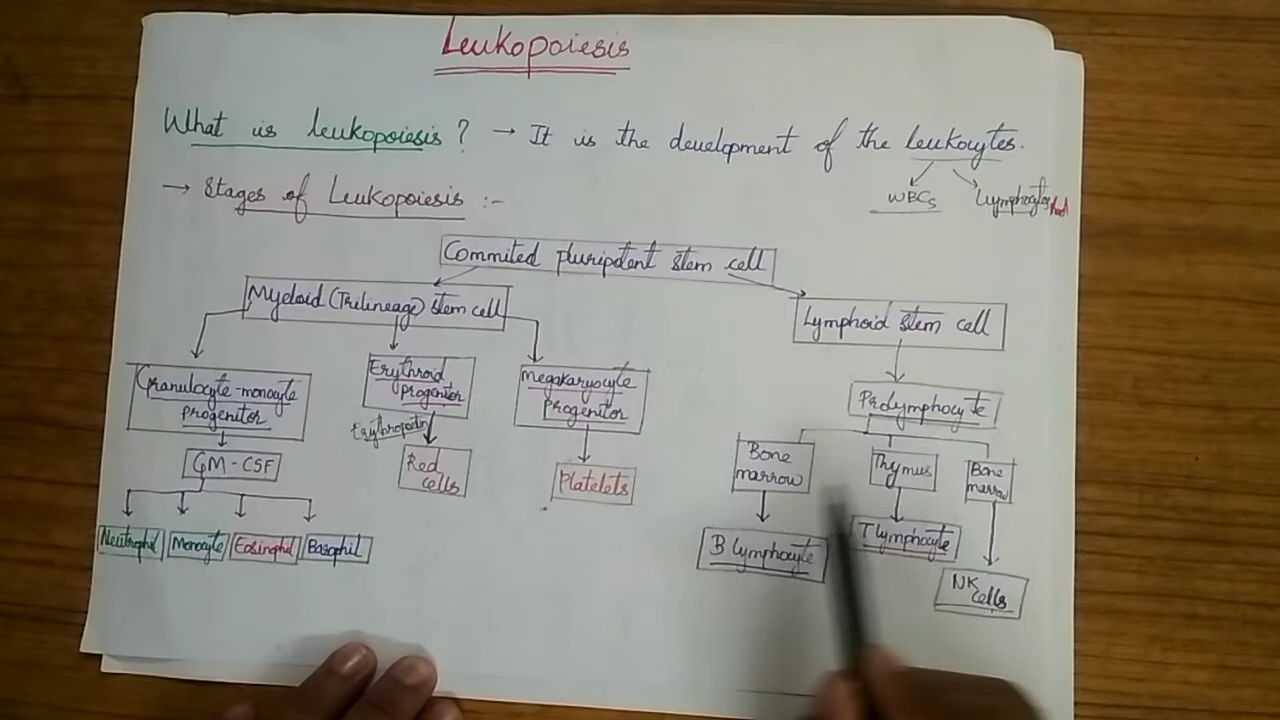 Leukopoiesis
What is leukopoiesis? → It is the development of the leukocytes.
WBCs Lymphocytes
→ Stages of Leukopoiesis :-
Commited pluripotent stem cell
Myeloid (Trilineage) stem cell
Lymphoid stem cell
Granulocyte-monocyte
progenitor
Erythroid
progenitor
Megakaryocyte
progenitor
Prolymphocyte
GM-CSF
Red
cells
Platelets
Bone
marrow
Thymus
Bone
marrow
Neutrophil Monocyte Eosinophil Basophil
B lymphocyte
T lymphocyte
NK cells